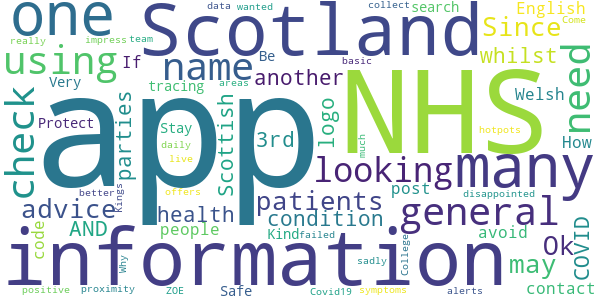 data wanted collect search English
one Scotland Since Come
really impress team If Be basic
using name another areas whilst
Very tracing 3rd logo Welsh need
check app NHS
Protect Stay Scottish hotpots How
parties daily live much
better Kings offers looking many
advice health patients post disappointed
code AND people condition general avoid Ok covID
Kind failed College
information may
Why sadly contact
positive proximity ZOE Safe Covid19 symptoms alerts